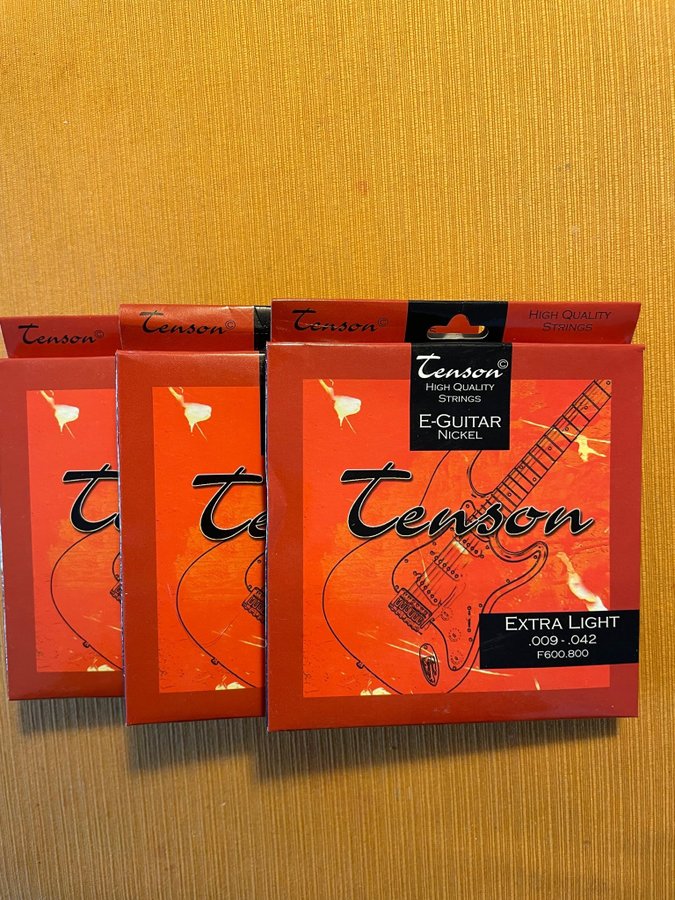 Tenson©
Tenson©
Tenson©
HIGH QUALITY
STRINGS
Tenson©
HIGH QUALITY
STRINGS
E-GUITAR
NICKEL
Te
Tenson
EXTRA LIGHT
.009 - .042
F600.800